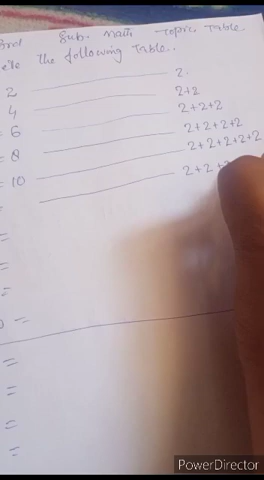 Sub. Math Topic Table
the following Table..
2 2.
4 2+2
= 6 2+2+2
= 8 2+2+2+2
= 10 2+2+2+2+2
= 2+2+
=
=
=
=
=
=
=
=
PowerDirector